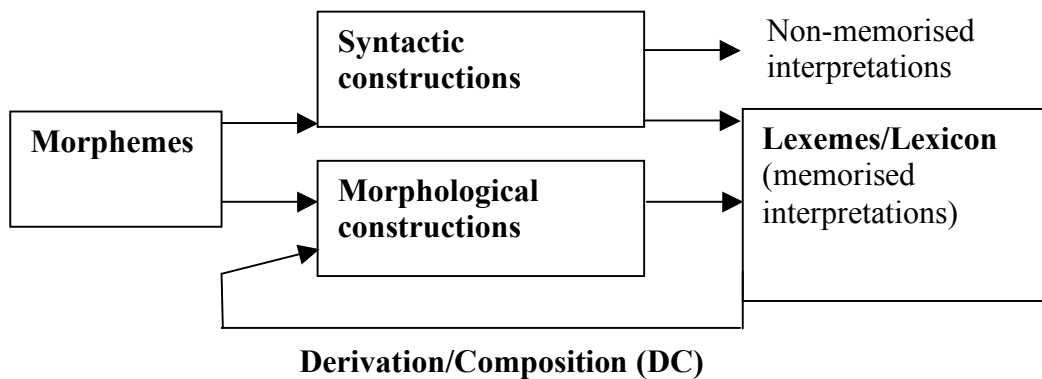 Syntactic
constructions
Non-memorised
interpretations
Morphemes
Lexemes/Lexicon
(memorised
interpretations)
Morphological
constructions
Derivation/Composition (DC)